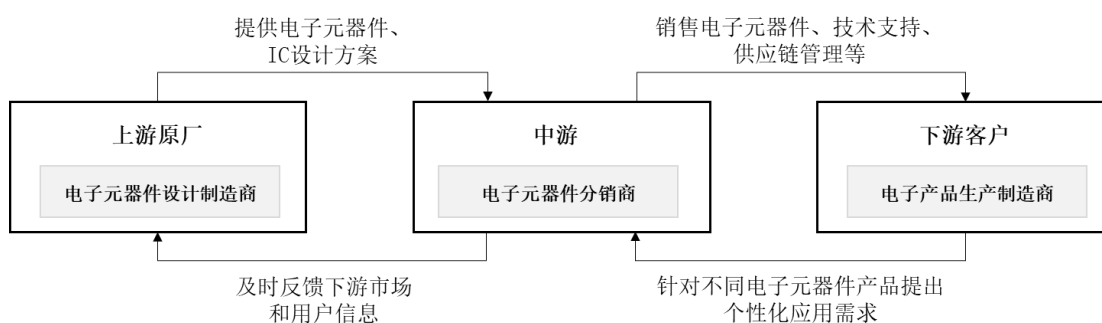 提供电子元器件、
IC设计方案
销售电子元器件、技术支持、
供应链管理等
上游原厂
中游
下游客户
电子元器件设计制造商
电子元器件分销商
电子产品生产制造商
及时反馈下游市场
和用户信息
针对不同电子元器件产品提出
个性化应用需求